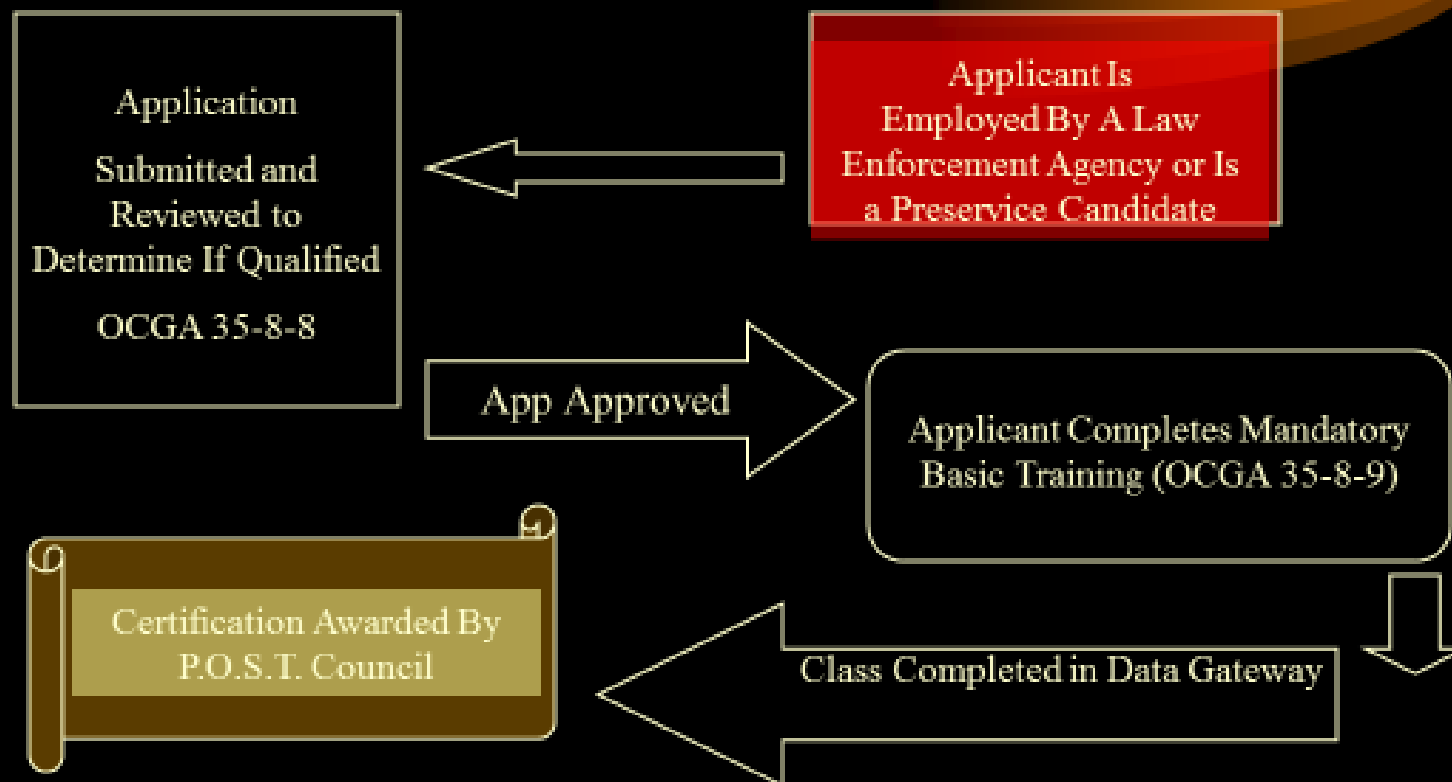 Applicant Is
Employed By A Law
Enforcement Agency or Is
a Preservice Candidate
Application
Submitted and
Reviewed to
Determine If Qualified
OCGA 35-8-8
App Approved
Applicant Completes Mandatory
Basic Training (OCGA 35-8-9)
Class Completed in Data Gateway
Certification Awarded By
P.O.S.T. Council